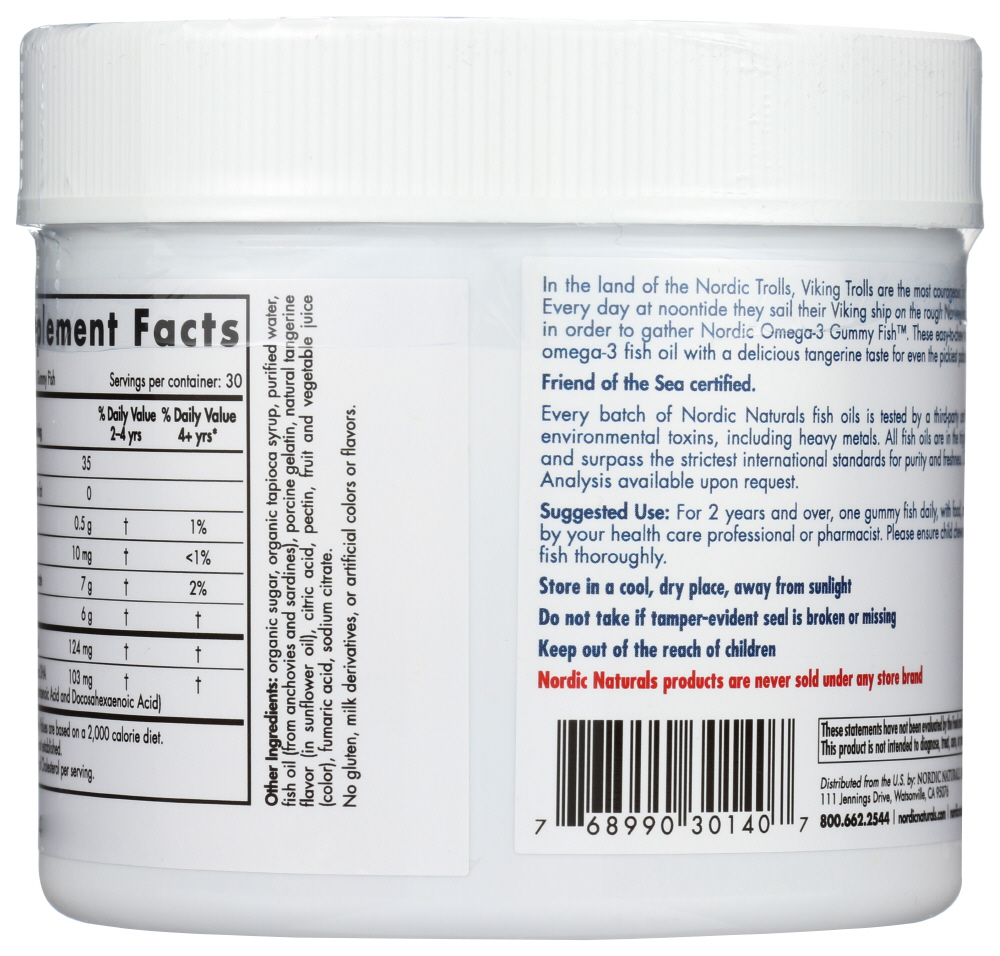 Facts
Servings per container: 30
% Daily Value % Daily Value
2-4 yrs 4+ yrs*
35
0
0.5 g † 1%
10 mg † <1%
7 g † 2%
6 g † †
124 mg † †
103 mg † †
Acid and Docosahexaenoic Acid)
are based on a 2,000 calorie diet.
per serving.
Other Ingredients: organic sugar, organic tapioca syrup, purified water,
fish oil (from anchovies and sardines), porcine gelatin, natural tangerine
flavor (in sunflower oil), citric acid, pectin, fruit and vegetable juice
(color), fumaric acid, sodium citrate.
No gluten, milk derivatives, or artificial colors or flavors.
In the land of the Nordic Trolls, Viking Trolls are the most
Every day at noontide they sail their Viking ship on the rough
in order to gather Nordic Omega-3 Gummy Fish™. These
omega-3 fish oil with a delicious tangerine taste for even the pickiest
Friend of the Sea certified.
Every batch of Nordic Naturals fish oils is tested by a third-party
environmental toxins, including heavy metals. All fish oils are in the
and surpass the strictest international standards for purity and freshness.
Analysis available upon request.
Suggested Use: For 2 years and over, one gummy fish daily, with food,
by your health care professional or pharmacist. Please ensure child
fish thoroughly.
Store in a cool, dry place, away from sunlight
Do not take if tamper-evident seal is broken or missing
Keep out of the reach of children
Nordic Naturals products are never sold under any store brand
7 68990 30140 7
These statements have not been evaluated by the
This product is not intended to diagnose, treat,
Distributed from the U.S. by: NORDIC
111 Jennings Drive, Watsonville, CA 95076
800.662.2544 | nordicnaturals.com |